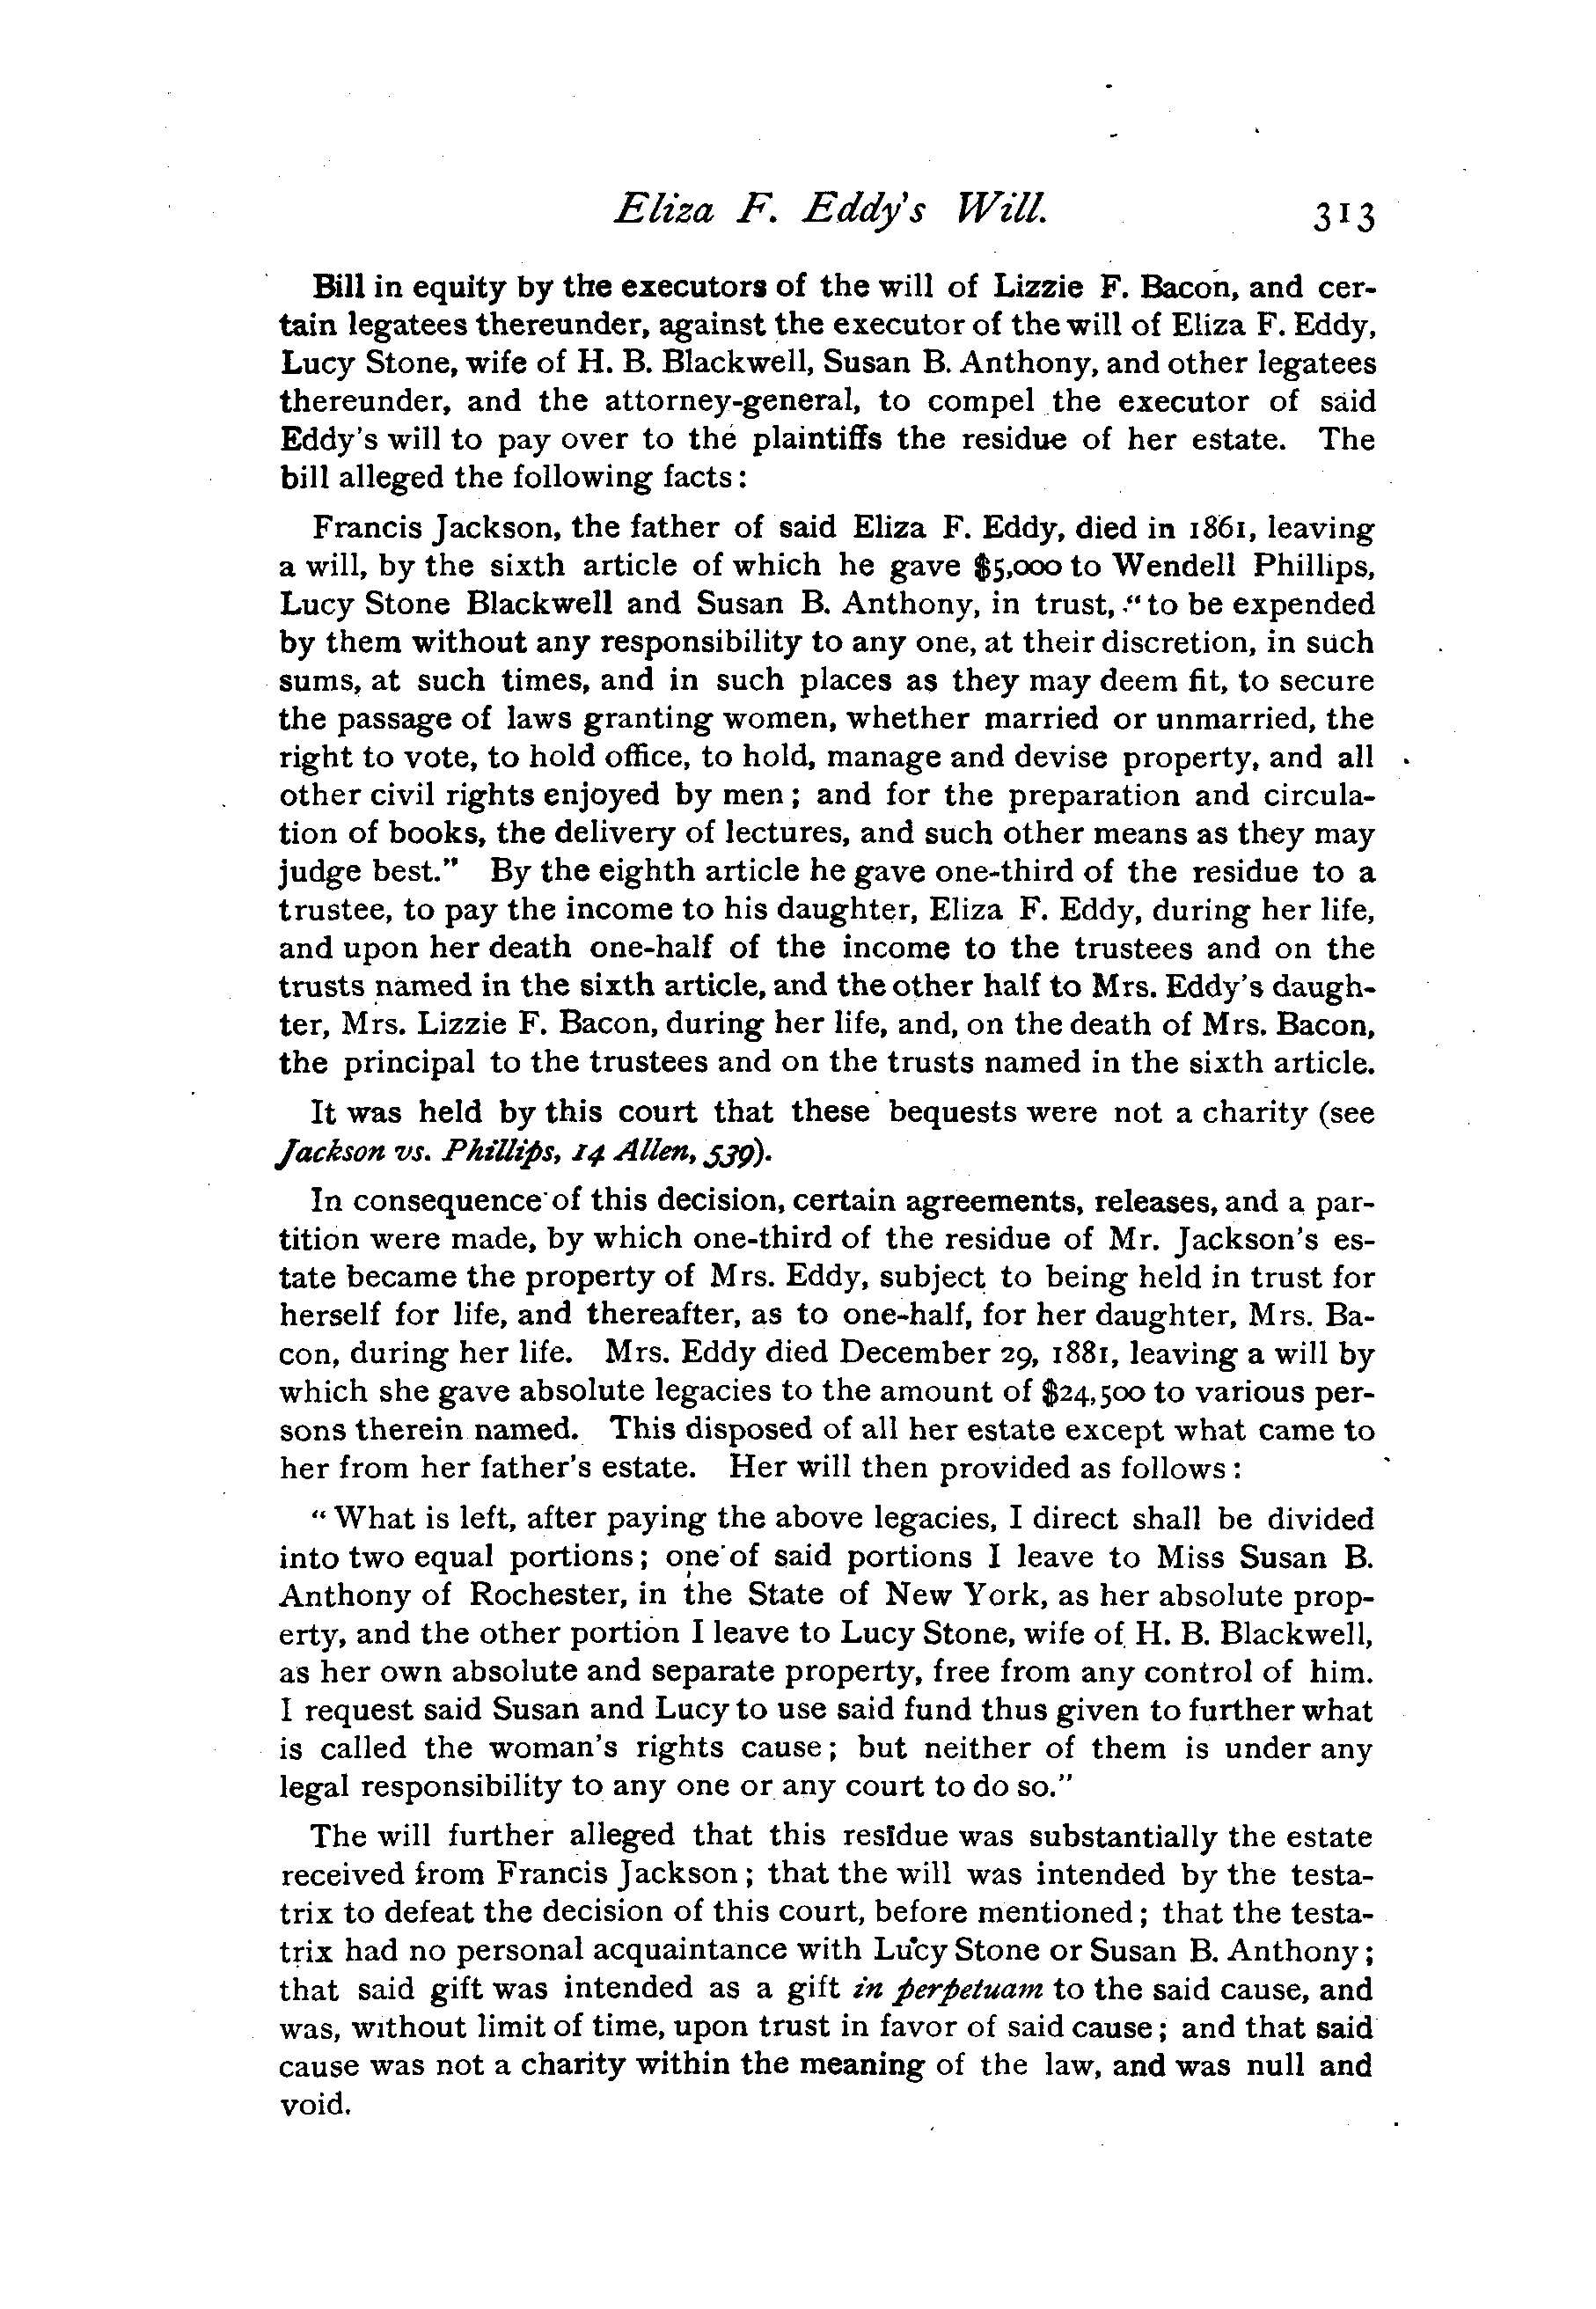 Eliza F. Eddy's Will. 313
Bill in equity by the executors of the will of Lizzie F. Bacon, and cer-
tain legatees thereunder, against the executor of the will of Eliza F. Eddy,
Lucy Stone, wife of H. B. Blackwell, Susan B. Anthony, and other legatees
thereunder, and the attorney-general, to compel the executor of said
Eddy's will to pay over to the plaintiffs the residue of her estate. The
bill alleged the following facts:
Francis Jackson, the father of said Eliza F. Eddy, died in 1861, leaving
a will, by the sixth article of which he gave $5,000 to Wendell Phillips,
Lucy Stone Blackwell and Susan B. Anthony, in trust, "to be expended
by them without any responsibility to any one, at their discretion, in such
sums, at such times, and in such places as they may deem fit, to secure
the passage of laws granting women, whether married or unmarried, the
right to vote, to hold office, to hold, manage and devise property, and all
other civil rights enjoyed by men; and for the preparation and circula-
tion of books, the delivery of lectures, and such other means as they may
judge best." By the eighth article he gave one-third of the residue to a
trustee, to pay the income to his daughter, Eliza F. Eddy, during her life,
and upon her death one-half of the income to the trustees and on the
trusts named in the sixth article, and the other half to Mrs. Eddy's daugh-
ter, Mrs. Lizzie F. Bacon, during her life, and, on the death of Mrs. Bacon,
the principal to the trustees and on the trusts named in the sixth article.
It was held by this court that these bequests were not a charity (see
Jackson vs. Phillips, 14 Allen, 539).
In consequence of this decision, certain agreements, releases, and a par-
tition were made, by which one-third of the residue of Mr. Jackson's es-
tate became the property of Mrs. Eddy, subject to being held in trust for
herself for life, and thereafter, as to one-half, for her daughter, Mrs. Ba-
con, during her life. Mrs. Eddy died December 29, 1881, leaving a will by
which she gave absolute legacies to the amount of $24,500 to various per-
sons therein named. This disposed of all her estate except what came to
her from her father's estate. Her will then provided as follows:
"What is left, after paying the above legacies, I direct shall be divided
into two equal portions; one of said portions I leave to Miss Susan B.
Anthony of Rochester, in the State of New York, as her absolute prop-
erty, and the other portion I leave to Lucy Stone, wife of H. B. Blackwell,
as her own absolute and separate property, free from any control of him.
I request said Susan and Lucy to use said fund thus given to further what
is called the woman's rights cause; but neither of them is under any
legal responsibility to any one or any court to do so."
The will further alleged that this residue was substantially the estate
received from Francis Jackson; that the will was intended by the testa-
trix to defeat the decision of this court, before mentioned; that the testa-
trix had no personal acquaintance with Lucy Stone or Susan B. Anthony;
that said gift was intended as a gift in perpetuam to the said cause, and
was, without limit of time, upon trust in favor of said cause; and that said
cause was not a charity within the meaning of the law, and was null and
void.